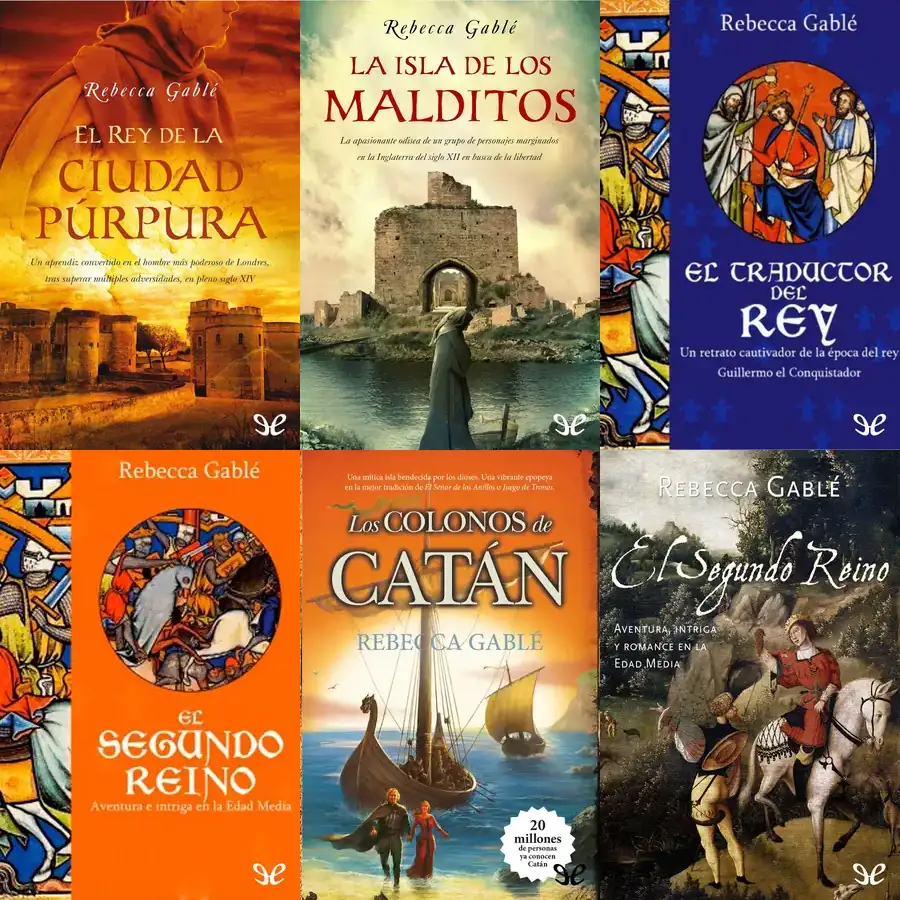 Rebecca Gablé
EL REY DE LA
CIUDAD
PÚRPURA
Un aprendiz convertido en el hombre más poderoso de Londres,
tras superar múltiples adversidades, en pleno siglo XIV
Rebecca Gablé
LA ISLA DE LOS
MALDITOS
La apasionante odisea de un grupo de personajes marginados
en la Inglaterra del siglo XII en busca de la libertad
Rebecca Gablé
EL TRADUCTOR
DEL
REY
Un retrato cautivador de la época del rey
Guillermo el Conquistador
Rebecca Gablé
EL
SEGUNDO
REINO
Aventura e intriga en la Edad Media
Una mítica isla bendecida por los dioses. Una vibrante epopeya
en la mejor tradición de El Señor de los Anillos o Juego de Tronos.
Los COLONOS de
CATÁN
REBECCA GABLÉ
20
millones
de personas
ya conocen
Catán
REBECCA GABLÉ
El Segundo Reino
AVENTURA, INTRIGA
Y ROMANCE EN LA
EDAD MEDIA